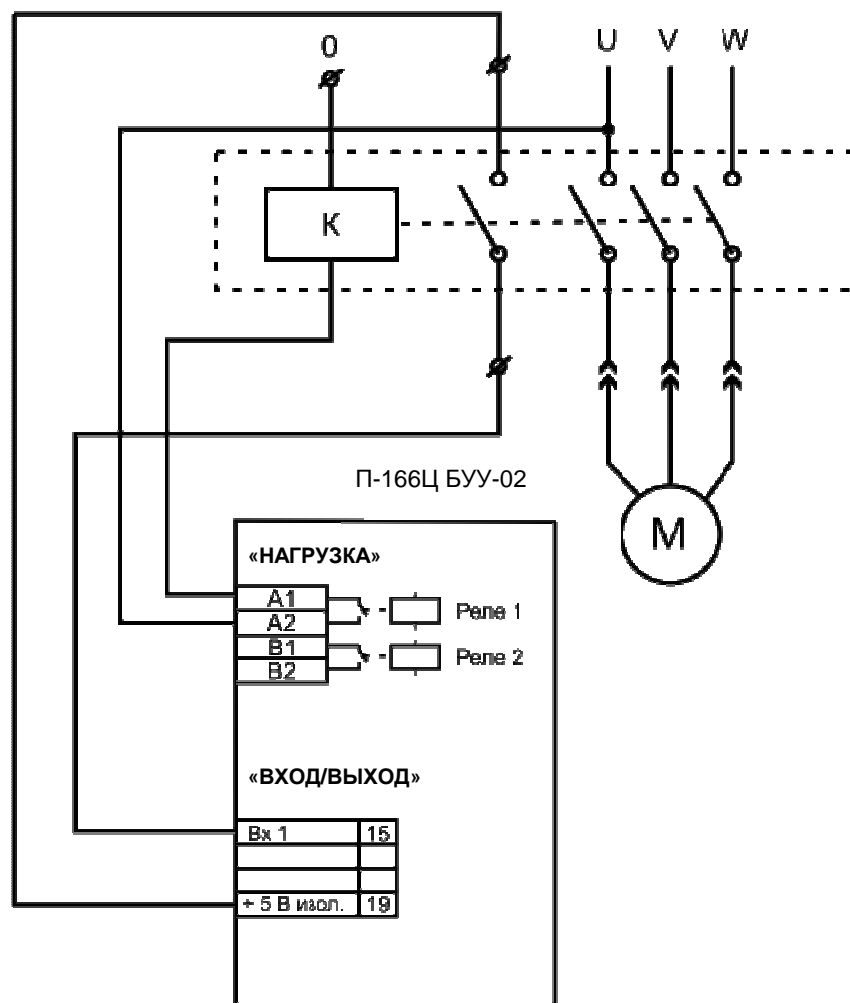 0
U V W
К
П-166Ц БУУ-02
М
«НАГРУЗКА»
А1
Реле 1
А2
В1
Реле 2
В2
«ВХОД/ВЫХОД»
Вх 1 15
+ 5 В изол. 19